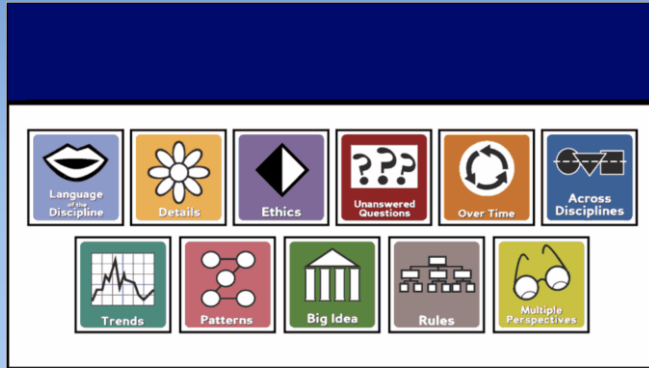 Language
of the
Discipline
Details
Ethics
???
Unanswered
Questions
Over Time
Across
Disciplines
Trends
Patterns
Big Idea
Rules
Multiple
Perspectives